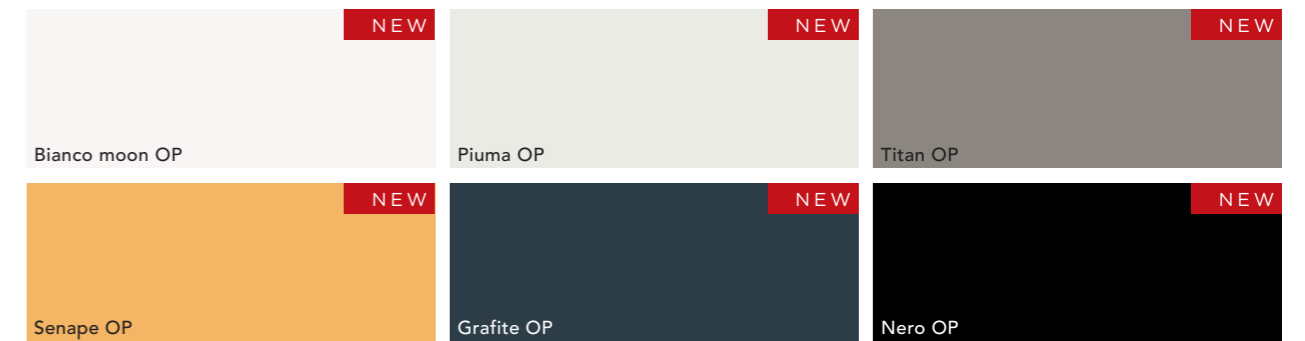 NEW
Bianco moon OP
NEW
Piuma OP
NEW
Titan OP
NEW
Senape OP
NEW
Grafite OP
NEW
Nero OP